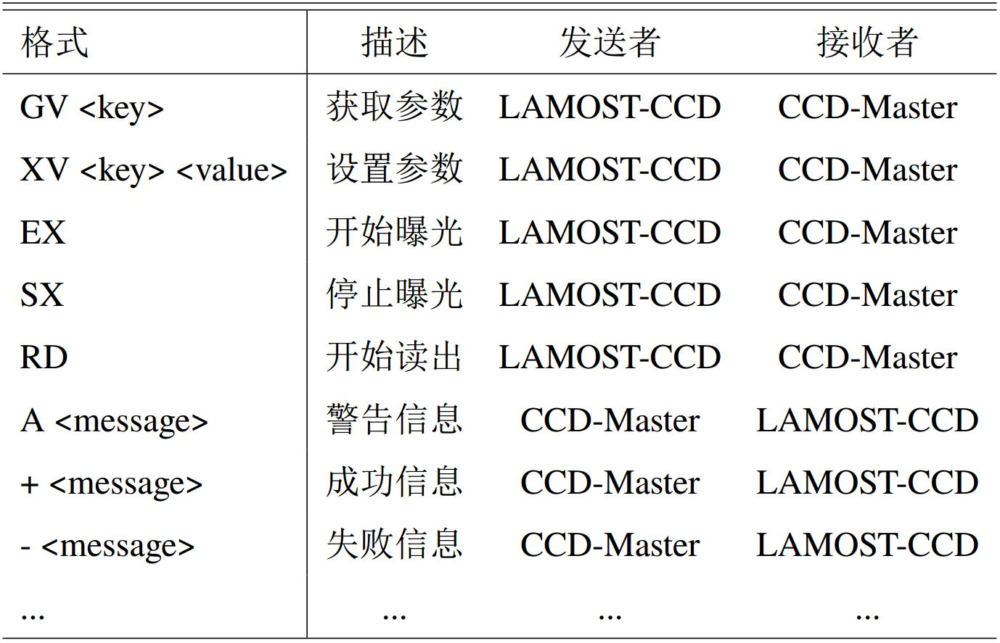 格式 描述 发送者 接收者
GV <key> 获取参数 LAMOST-CCD CCD-Master
XV <key> <value> 设置参数 LAMOST-CCD CCD-Master
EX 开始曝光 LAMOST-CCD CCD-Master
SX 停止曝光 LAMOST-CCD CCD-Master
RD 开始读出 LAMOST-CCD CCD-Master
A <message> 警告信息 CCD-Master LAMOST-CCD
+ <message> 成功信息 CCD-Master LAMOST-CCD
- <message> 失败信息 CCD-Master LAMOST-CCD
... ... ... ...